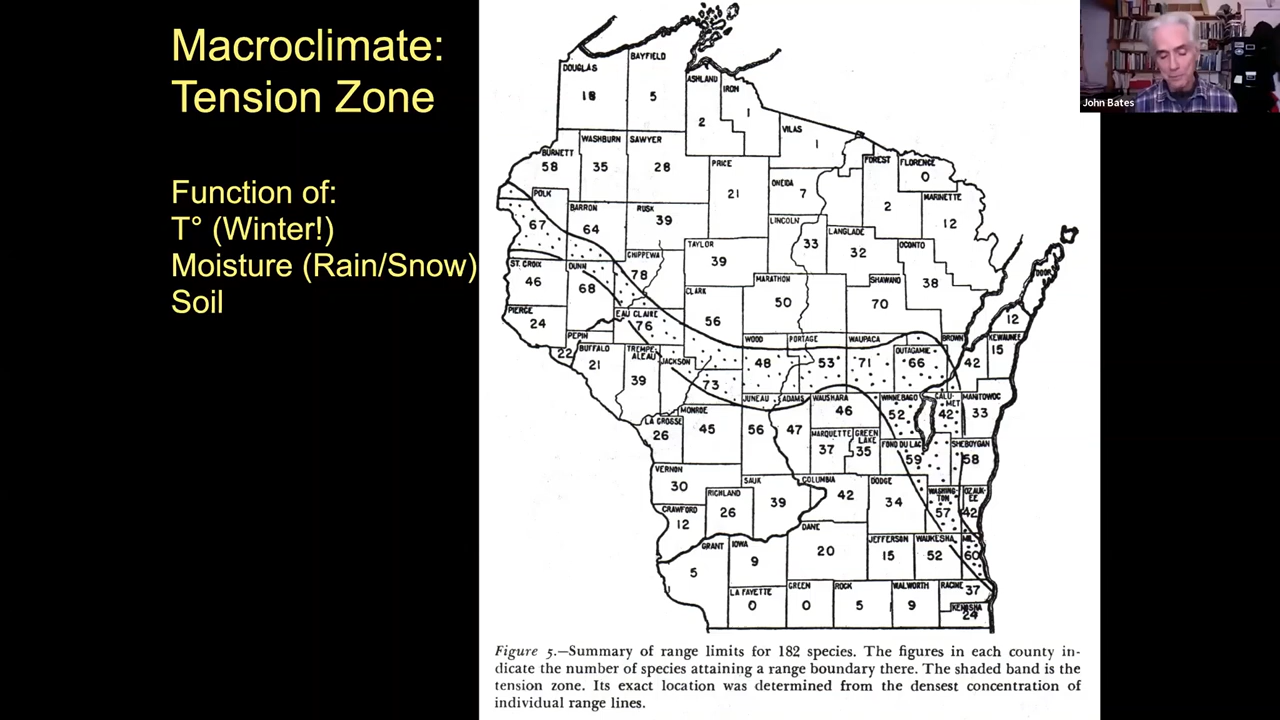 Macroclimate:
Tension Zone
Function of:
T° (Winter!)
Moisture (Rain/Snow)
Soil
John Bates
DOUGLAS
18
BAYFIELD
5
ASHLAND
2
IRON
1
VILAS
1
BURNETT
58
WASHBURN
35
SAWYER
28
PRICE
21
ONEIDA
7
FOREST
2
FLORENCE
0
MARINETTE
12
POLK
67
BARRON
64
RUSK
39
LINCOLN
33
LANGLADE
32
OCONTO
38
TAYLOR
39
CHIPPEWA
78
ST. CROIX
46
DUNN
68
MARATHON
50
SHAWANO
70
DOOR
12
CLARK
56
EAU CLAIRE
76
PIERCE
24
PEPIN
22
BUFFALO
21
TREMPE-
ALEAU
39
JACKSON
73
WOOD
48
PORTAGE
53
WAUPACA
71
OUTAGAMIE
66
BROWN
42
KEWAUNEE
15
MONROE
45
LA CROSSE
26
JUNEAU
56
ADAMS
47
WAUSHARA
46
WINNEBAGO
52
CALU-
MET
42
MANITOWOC
33
MARQUETTE
37
GREEN
LAKE
35
FOND DU LAC
59
SHEBOYGAN
58
VERNON
30
RICHLAND
26
SAUK
39
COLUMBIA
42
DODGE
34
WASHING-
TON
57
OZAUK-
EE
42
CRAWFORD
12
GRANT
5
IOWA
9
DANE
20
JEFFERSON
15
WAUKESHA
52
MIL.
60
LA FAYETTE
0
GREEN
0
ROCK
5
WALWORTH
9
RACINE
37
KENOSHA
24
Figure 5.—Summary of range limits for 182 species. The figures in each county in-
dicate the number of species attaining a range boundary there. The shaded band is the
tension zone. Its exact location was determined from the densest concentration of
individual range lines.